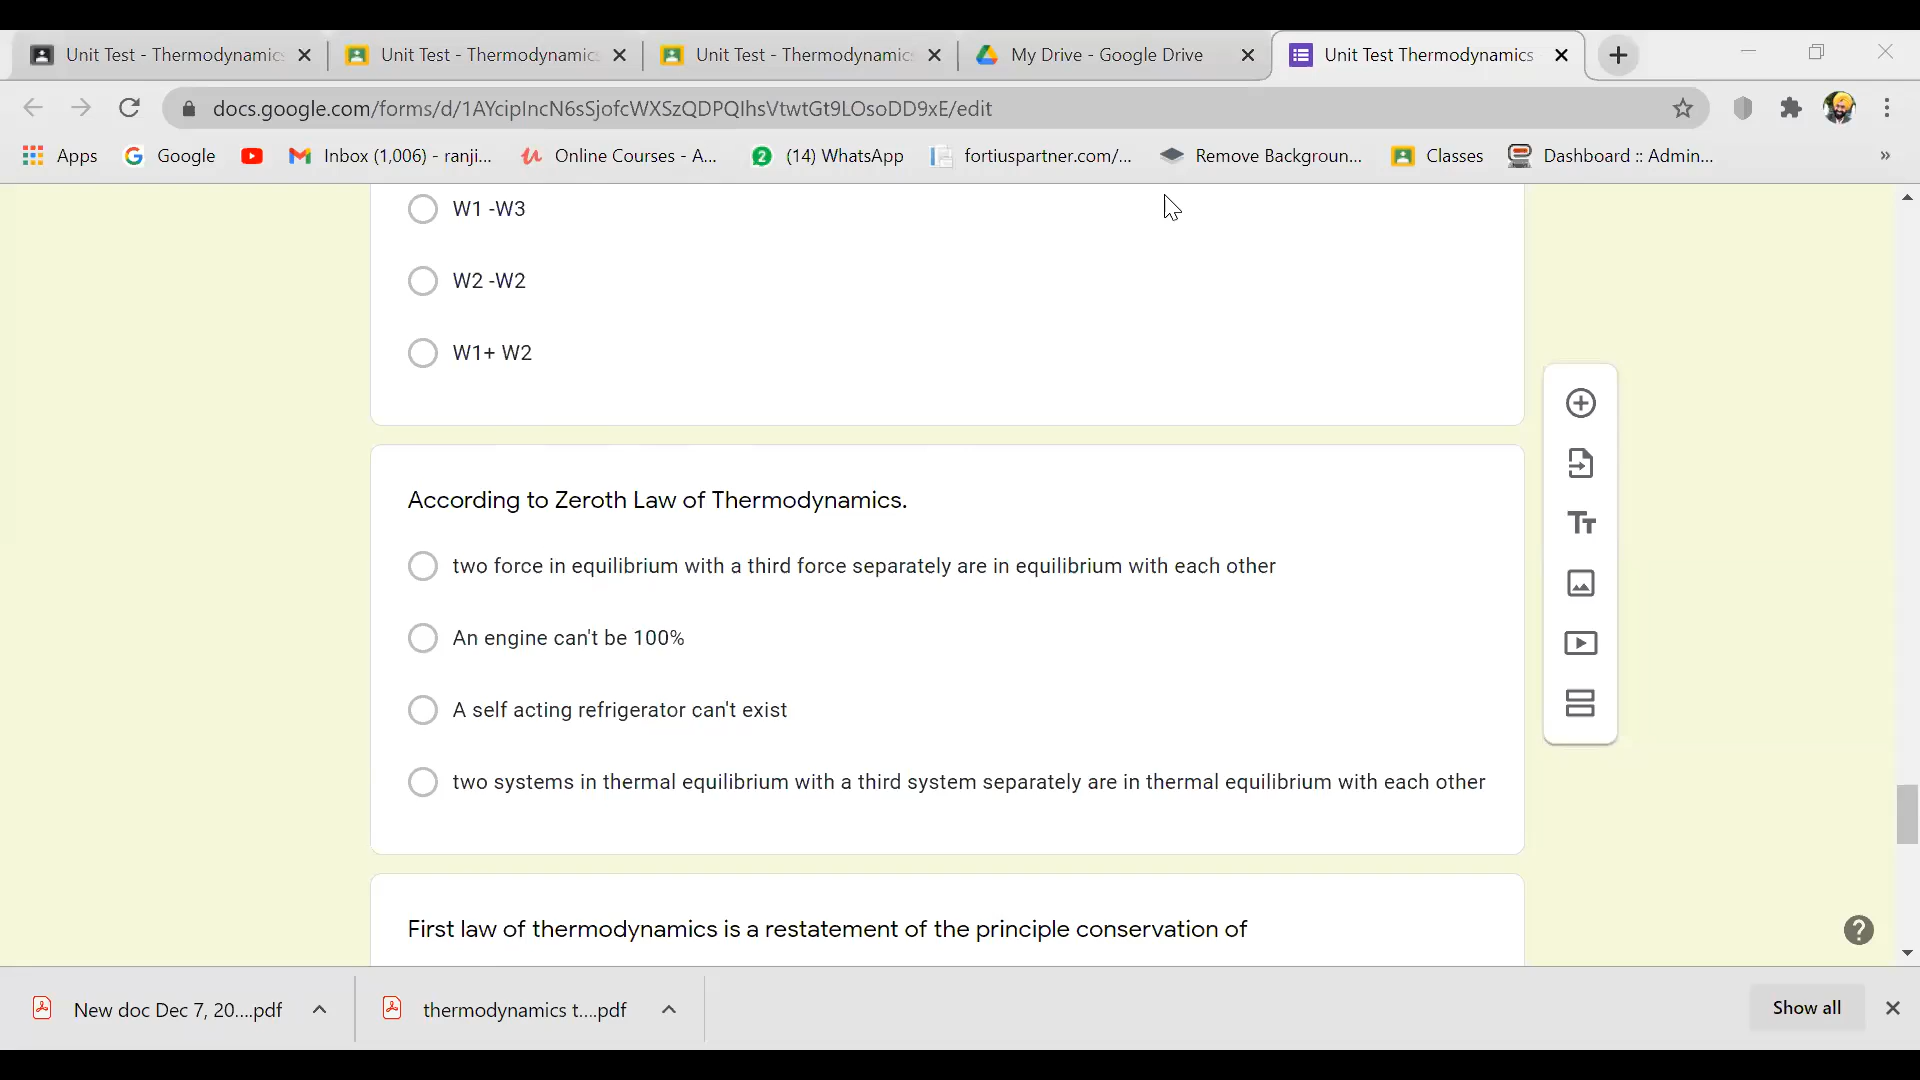 Unit Test - Thermodynamics
Unit Test - Thermodynamics
Unit Test - Thermodynamics
My Drive - Google Drive
Unit Test Thermodynamics
docs.google.com/forms/d/1AYcipIncN6sSjofcWXSzQDPQIhsVtwtGt9LOsoDD9xE/edit
Apps
Google
Inbox (1,006) - ranji...
Online Courses - A...
2
(14) WhatsApp
fortiuspartner.com/...
Remove Backgroun...
Classes
Dashboard :: Admin...
»
W1 -W3
W2 -W2
W1+ W2
According to Zeroth Law of Thermodynamics.
two force in equilibrium with a third force separately are in equilibrium with each other
An engine can't be 100%
A self acting refrigerator can't exist
two systems in thermal equilibrium with a third system separately are in thermal equilibrium with each other
First law of thermodynamics is a restatement of the principle conservation of
New doc Dec 7, 20....pdf
thermodynamics t....pdf
Show all